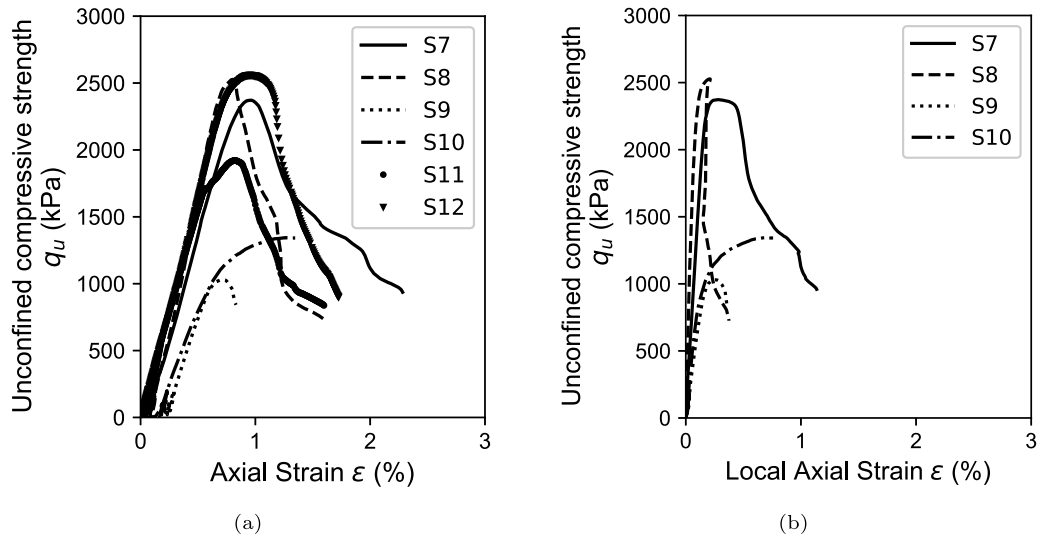 3000
2500
2000
1500
1000
500
0
0
1
2
3
Unconfined compressive strength
qᵤ (kPa)
Axial Strain ε (%)
S7
S8
S9
S10
S11
S12
(a)
3000
2500
2000
1500
1000
500
0
0
1
2
3
Unconfined compressive strength
qᵤ (kPa)
Local Axial Strain ε (%)
S7
S8
S9
S10
(b)